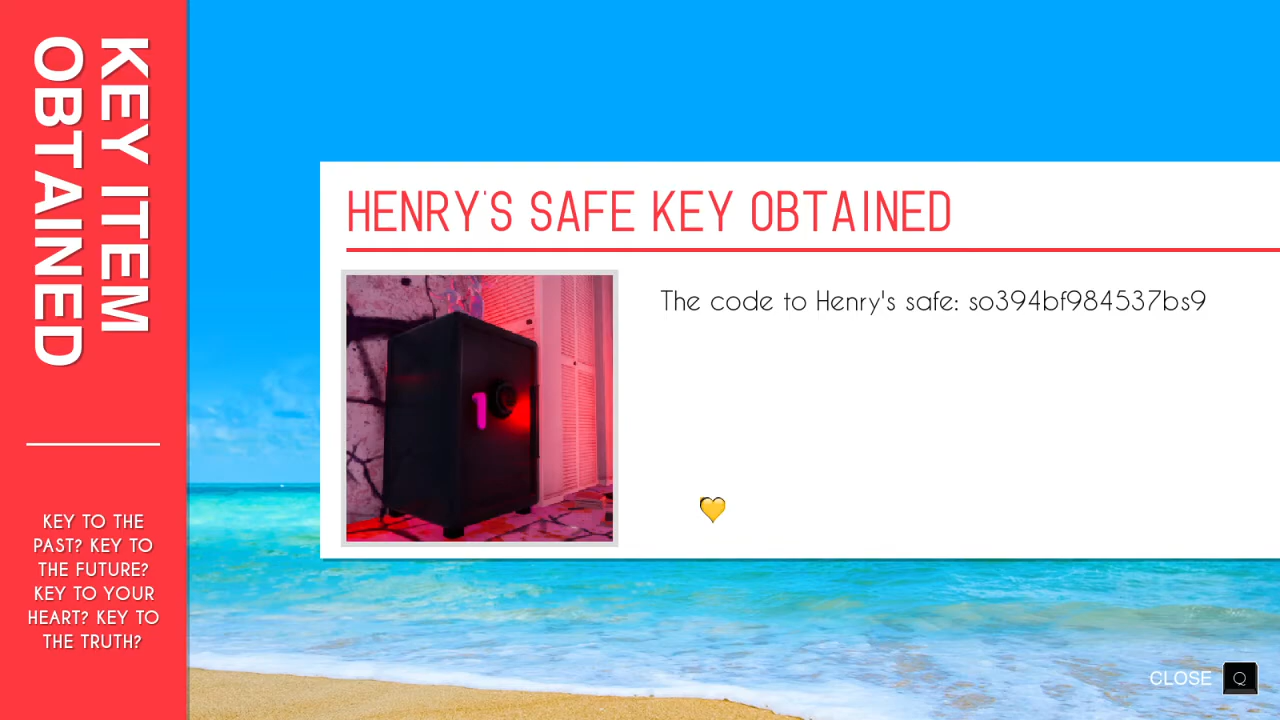 KEY ITEM
OBTAINED
KEY TO THE
PAST? KEY TO
THE FUTURE?
KEY TO YOUR
HEART? KEY TO
THE TRUTH?
HENRY'S SAFE KEY OBTAINED
The code to Henry's safe: so394bf984537bs9
1
CLOSE Q